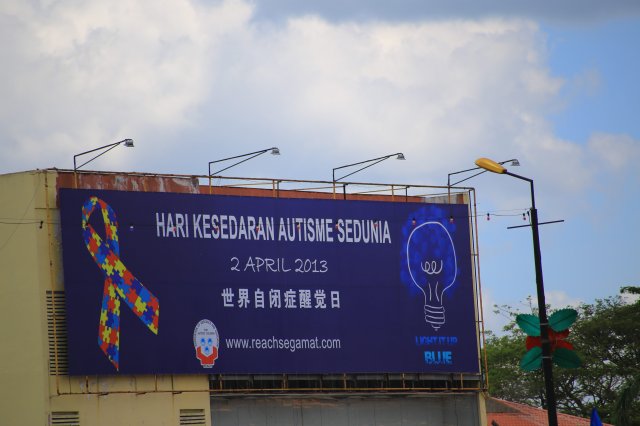 HARI KESEDARAN AUTISME SEDUNIA
2 APRIL 2013
世界自闭症醒觉日
www.reachsegamat.com
LIGHT IT UP
BLUE